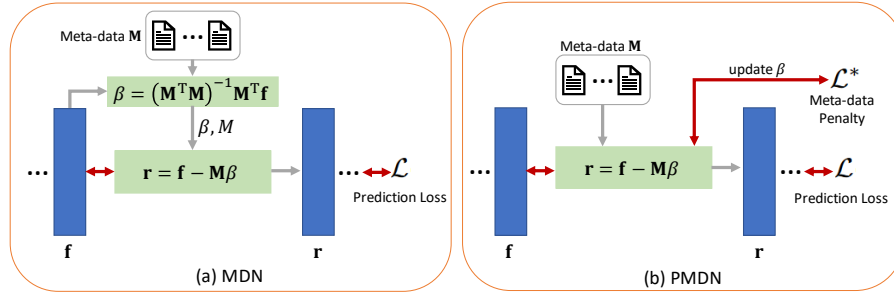 Meta-data M
...
β = (MᵀM)⁻¹Mᵀf
β, M
... r = f − Mβ ... ℒ
Prediction Loss
f r
(a) MDN
Meta-data M
...
update β
ℒ*
Meta-data
Penalty
... r = f − Mβ ... ℒ
Prediction Loss
f r
(b) PMDN